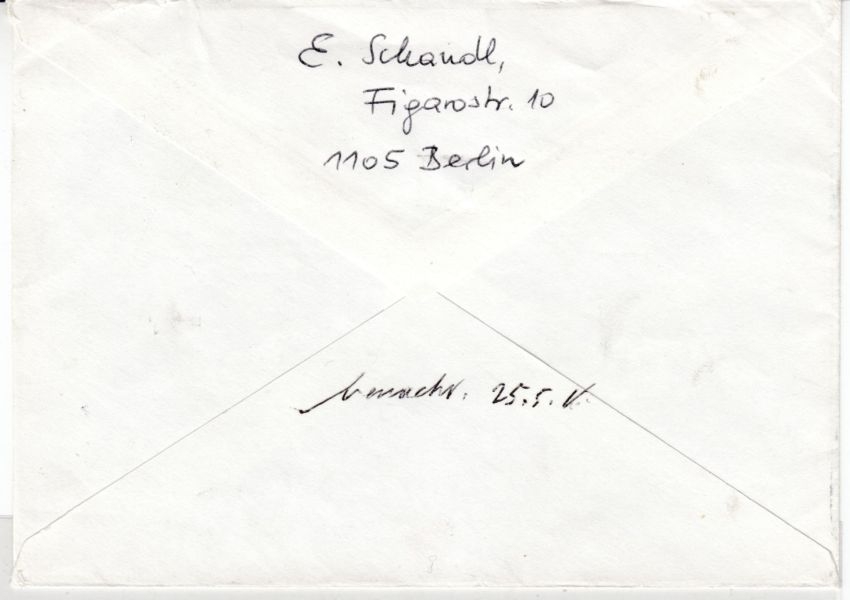 E. Schandl,
Figarostr. 10
1105 Berlin
benachr. 25.5.